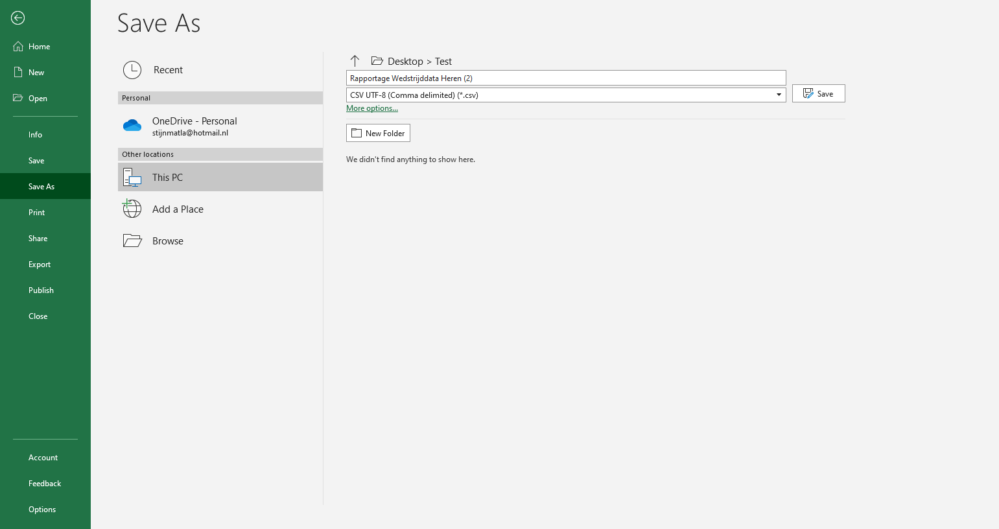 Save As
Home
New
Open
Info
Save
Save As
Print
Share
Export
Publish
Close
Account
Feedback
Options
Recent
Personal
OneDrive - Personal
stijnmatla@hotmail.nl
Other locations
This PC
Add a Place
Browse
Desktop > Test
Rapportage Wedstrijddata Heren (2)
CSV UTF-8 (Comma delimited) (*.csv)
Save
More options...
New Folder
We didn't find anything to show here.